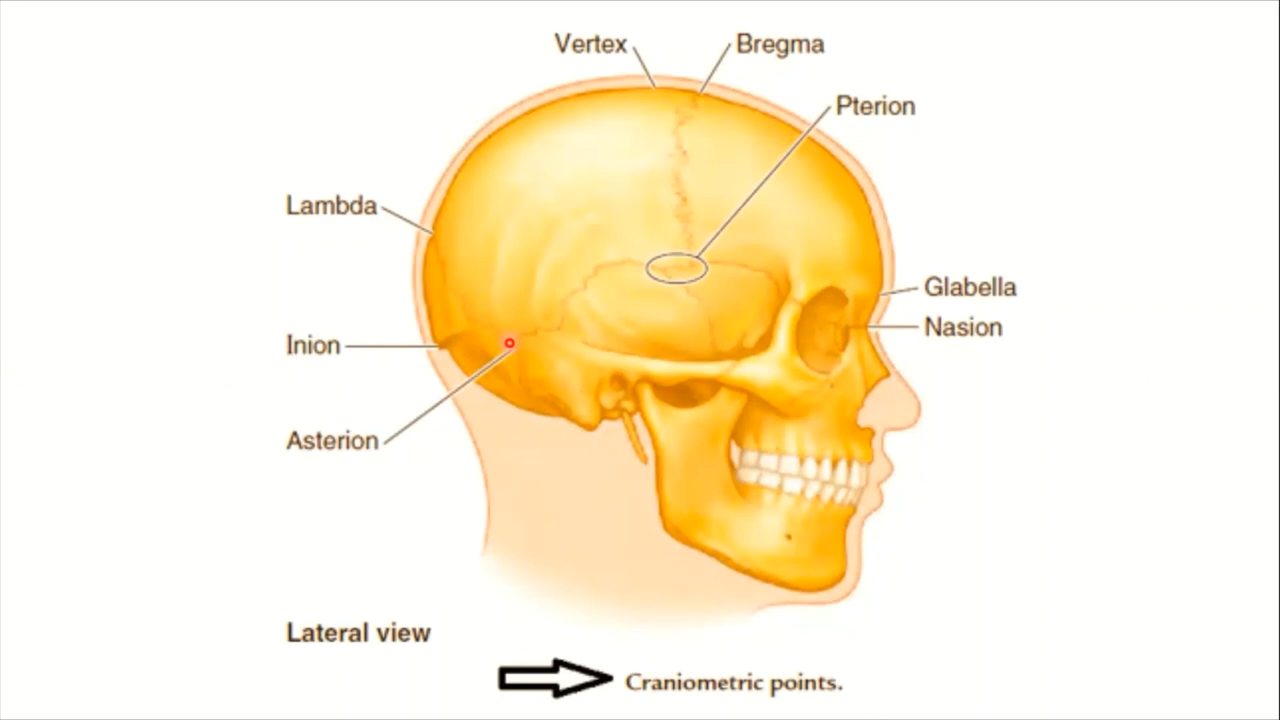 Vertex
Bregma
Pterion
Lambda
Glabella
Nasion
Inion
Asterion
Lateral view
Craniometric points.